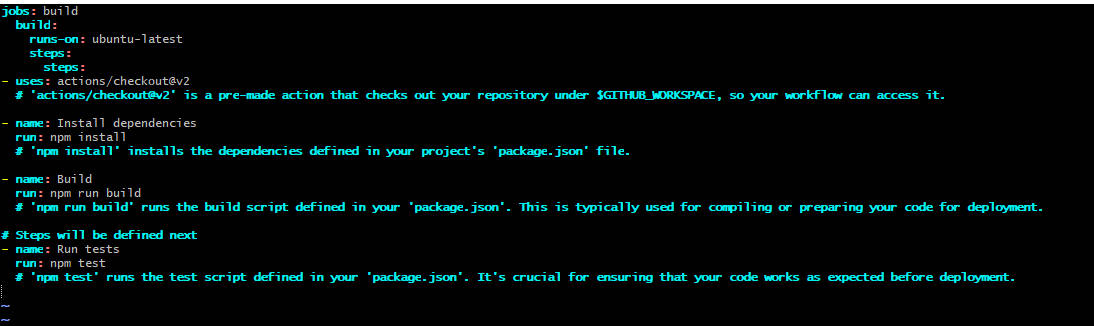 jobs: build
  build:
    runs-on: ubuntu-latest
    steps:
      steps:
- uses: actions/checkout@v2
  # 'actions/checkout@v2' is a pre-made action that checks out your repository under $GITHUB_WORKSPACE, so your workflow can access it.
- name: Install dependencies
  run: npm install
  # 'npm install' installs the dependencies defined in your project's 'package.json' file.
- name: Build
  run: npm run build
  # 'npm run build' runs the build script defined in your 'package.json'. This is typically used for compiling or preparing your code for deployment.
# Steps will be defined next
- name: Run tests
  run: npm test
  # 'npm test' runs the test script defined in your 'package.json'. It's crucial for ensuring that your code works as expected before deployment.
~
~